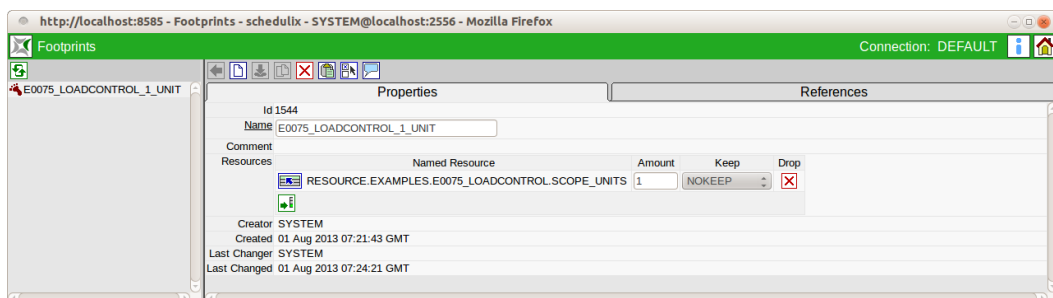 http://localhost:8585 - Footprints - schedulix - SYSTEM@localhost:2556 - Mozilla Firefox
Footprints
Connection: DEFAULT
E0075_LOADCONTROL_1_UNIT
Properties
References
Id 1544
Name E0075_LOADCONTROL_1_UNIT
Comment
Resources
Named Resource Amount Keep Drop
RESOURCE.EXAMPLES.E0075_LOADCONTROL.SCOPE_UNITS 1 NOKEEP
Creator SYSTEM
Created 01 Aug 2013 07:21:43 GMT
Last Changer SYSTEM
Last Changed 01 Aug 2013 07:24:21 GMT